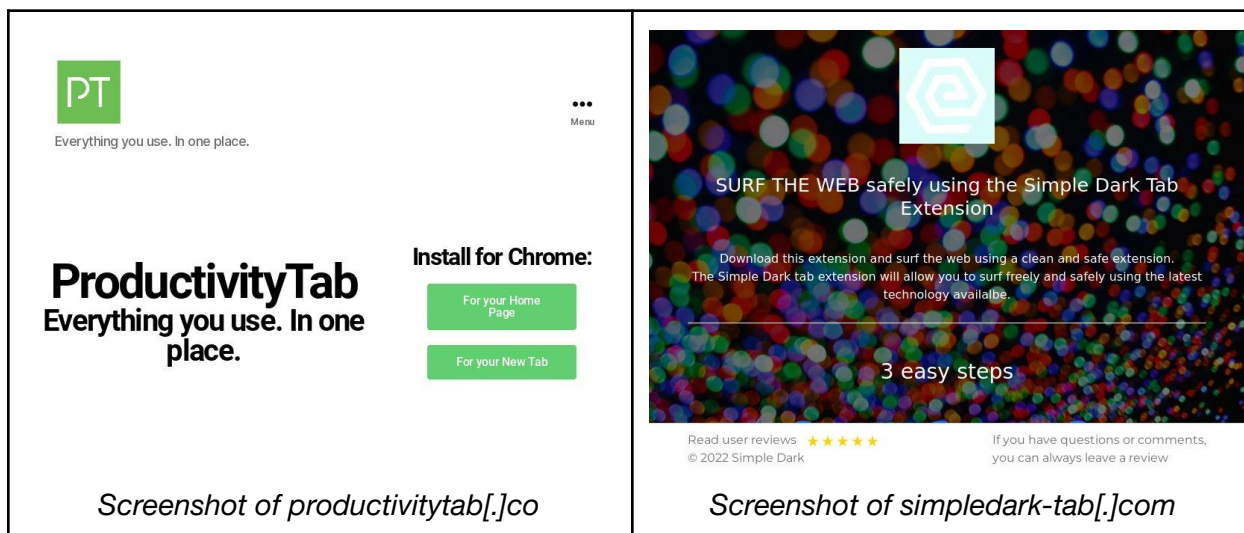 PT
Everything you use. In one place.
Menu
ProductivityTab
Everything you use. In one
place.
Install for Chrome:
For your Home
Page
For your New Tab
Screenshot of productivitytab[.]co
SURF THE WEB safely using the Simple Dark Tab
Extension
Download this extension and surf the web using a clean and safe extension.
The Simple Dark tab extension will allow you to surf freely and safely using the latest
technology availalbe.
3 easy steps
Read user reviews ★★★★★
© 2022 Simple Dark
If you have questions or comments,
you can always leave a review
Screenshot of simpledark-tab[.]com